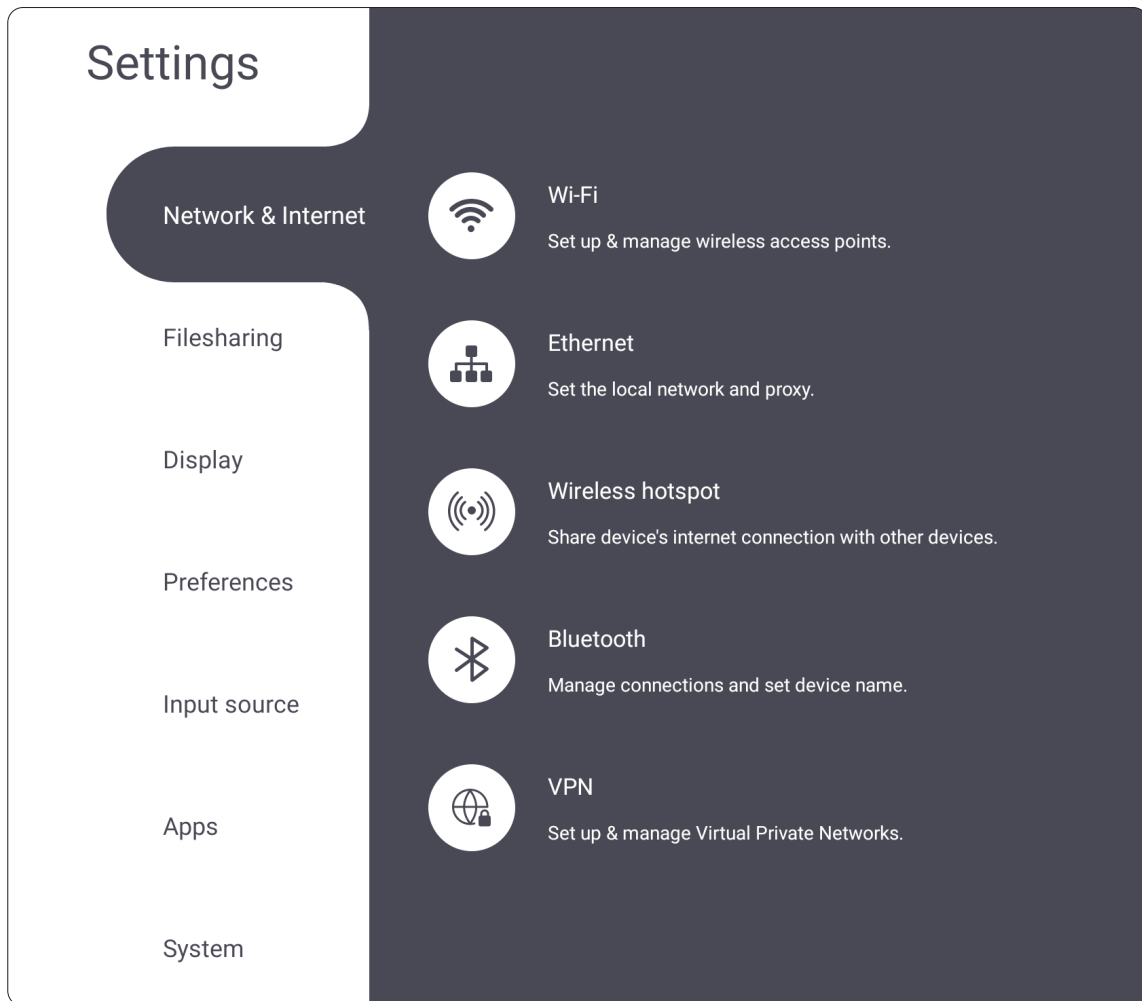 Settings
Network & Internet
Filesharing
Display
Preferences
Input source
Apps
System
Wi-Fi
Set up & manage wireless access points.
Ethernet
Set the local network and proxy.
Wireless hotspot
Share device's internet connection with other devices.
Bluetooth
Manage connections and set device name.
VPN
Set up & manage Virtual Private Networks.